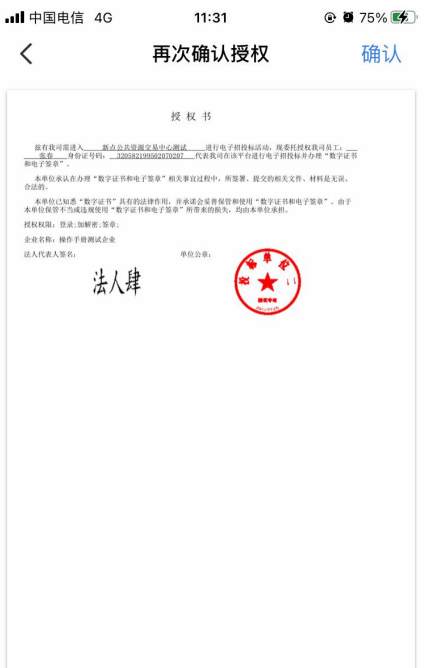 中国电信 4G 11:31 75%
再次确认授权 确认
授 权 书
兹有我司需进入 新点公共资源交易中心测试 进行电子招投标活动，现委托授权我司员工：
张春 身份证号码： 320582199502070207 代表我司在该平台进行电子招投标并办理“数字证书
和电子签章”。
本单位承认在办理“数字证书和电子签章”相关事宜过程中，所签署、提交的相关文件、材料是无误、
合法的。
本单位已知悉“数字证书”具有的法律作用，并承诺会妥善保管和使用“数字证书和电子签章”。由于
本单位保管不当或违规使用“数字证书和电子签章”所带来的损失，均由本单位承担。
授权权限：登录;加解密;签章;
企业名称：操作手册测试企业
法人代表人签名： 单位公章：
法人肆
投标单位二
测试专用